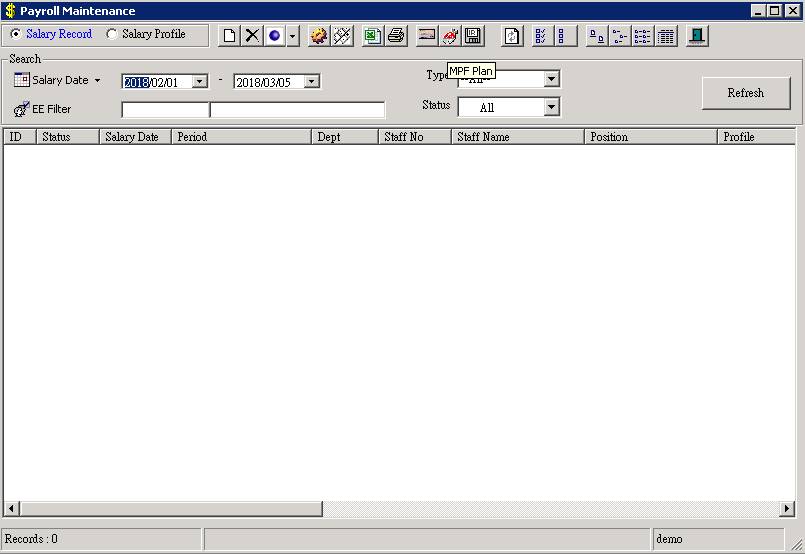 Payroll Maintenance
Salary Record Salary Profile
Search
Salary Date 2018/02/01 - 2018/03/05 Type
MPF Plan
EE Filter Status All
Refresh
ID Status Salary Date Period Dept Staff No Staff Name Position Profile
Records : 0 demo